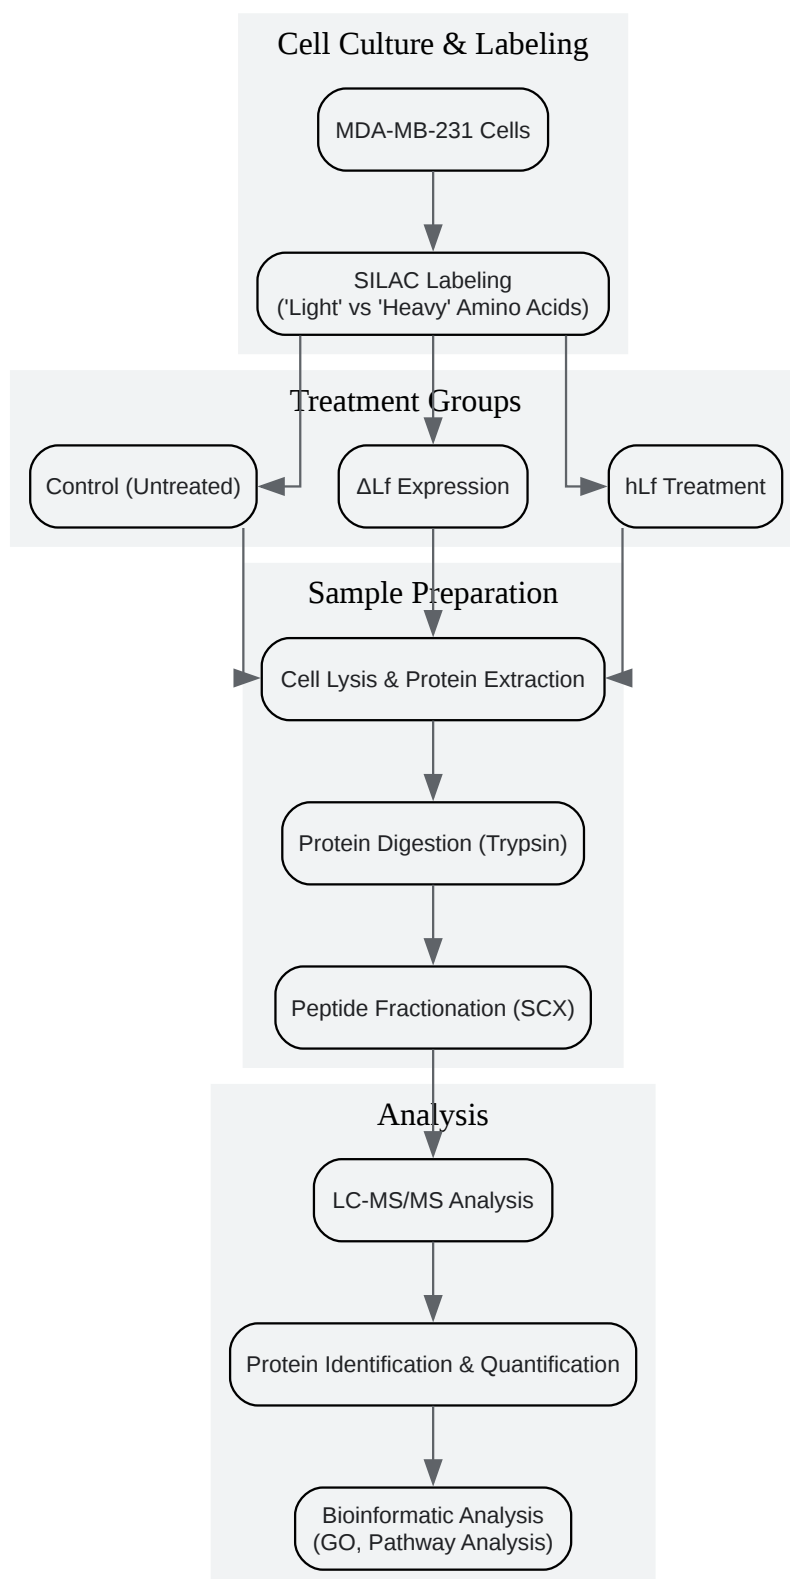 Cell Culture & Labeling
MDA-MB-231 Cells
SILAC Labeling
('Light' vs 'Heavy' Amino Acids)
Treatment Groups
Control (Untreated)
ΔLf Expression
hLf Treatment
Sample Preparation
Cell Lysis & Protein Extraction
Protein Digestion (Trypsin)
Peptide Fractionation (SCX)
Analysis
LC-MS/MS Analysis
Protein Identification & Quantification
Bioinformatic Analysis
(GO, Pathway Analysis)